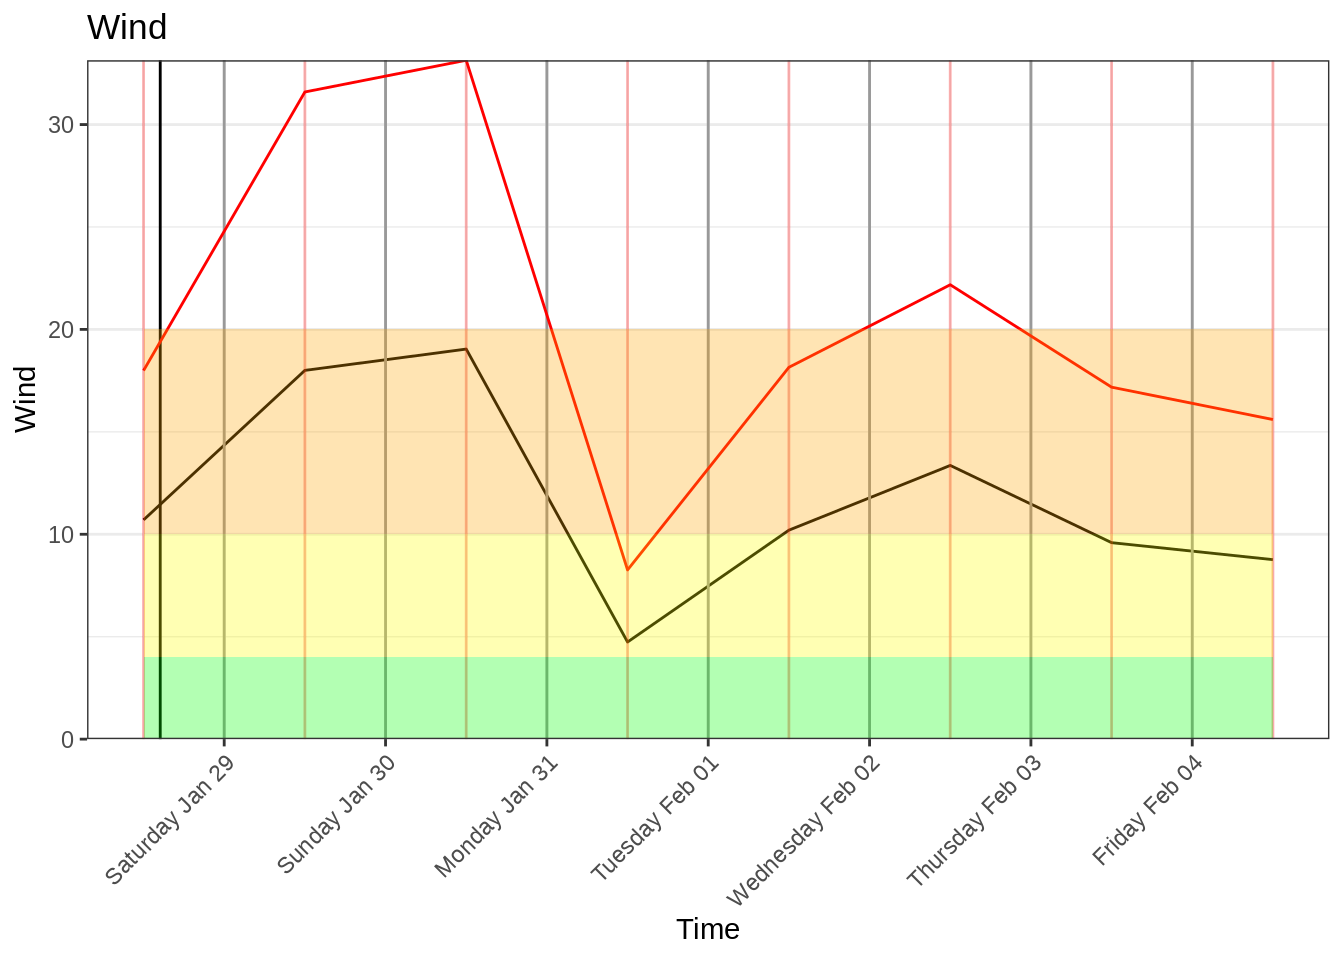 Wind
30
20
10
0
Wind
Saturday Jan 29
Sunday Jan 30
Monday Jan 31
Tuesday Feb 01
Wednesday Feb 02
Thursday Feb 03
Friday Feb 04
Time